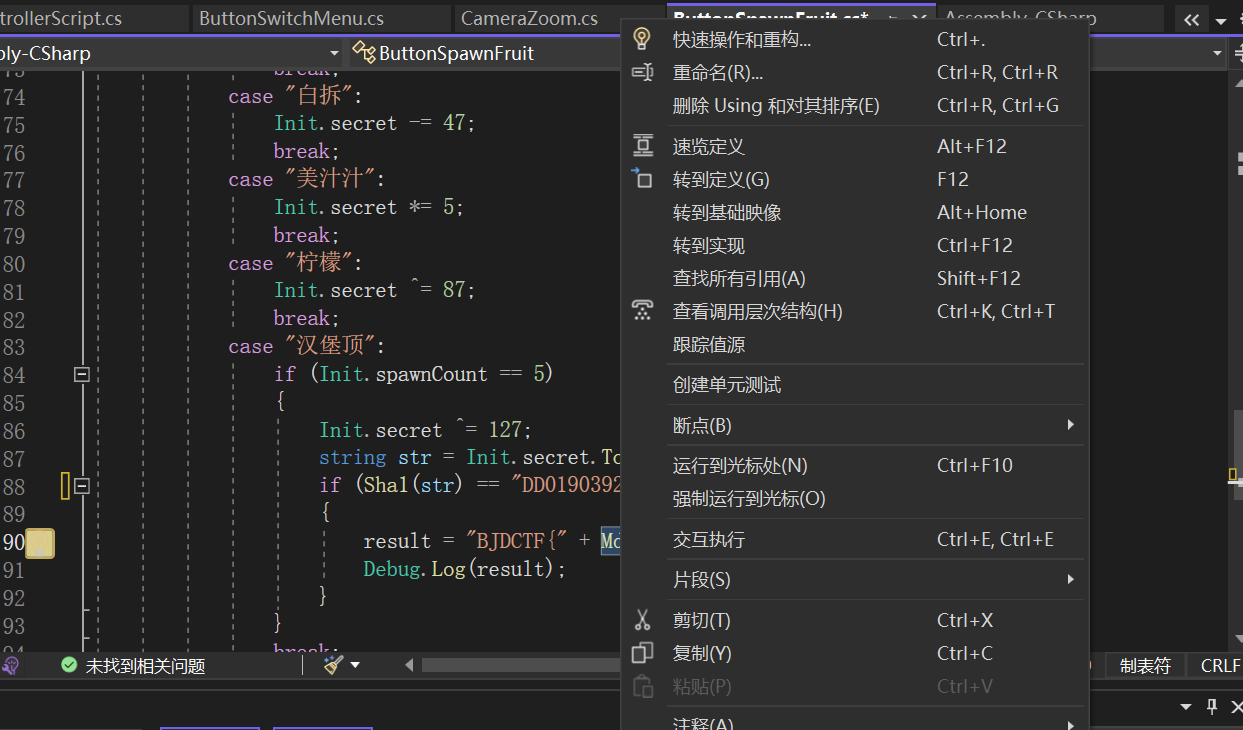 trollerScript.cs ButtonSwitchMenu.cs CameraZoom.cs ButtonSpawnFruit.cs* Assembly-CSharp
bly-CSharp ButtonSpawnFruit
73 break;
74 case "白拆":
75 Init.secret -= 47;
76 break;
77 case "美汁汁":
78 Init.secret *= 5;
79 break;
80 case "柠檬":
81 Init.secret ^= 87;
82 break;
83 case "汉堡顶":
84 if (Init.spawnCount == 5)
85 {
86 Init.secret ^= 127;
87 string str = Init.secret.To
88 if (Sha1(str) == "DD0190392
89 {
90 result = "BJDCTF{" + Md
91 Debug.Log(result);
92 }
93 }
94 break;
未找到相关问题
快速操作和重构... Ctrl+.
重命名(R)... Ctrl+R, Ctrl+R
删除 Using 和对其排序(E) Ctrl+R, Ctrl+G
速览定义 Alt+F12
转到定义(G) F12
转到基础映像 Alt+Home
转到实现 Ctrl+F12
查找所有引用(A) Shift+F12
查看调用层次结构(H) Ctrl+K, Ctrl+T
跟踪值源
创建单元测试
断点(B)
运行到光标处(N) Ctrl+F10
强制运行到光标(O)
交互执行 Ctrl+E, Ctrl+E
片段(S)
剪切(T) Ctrl+X
复制(Y) Ctrl+C
粘贴(P) Ctrl+V
注释(A)
制表符 CRLF